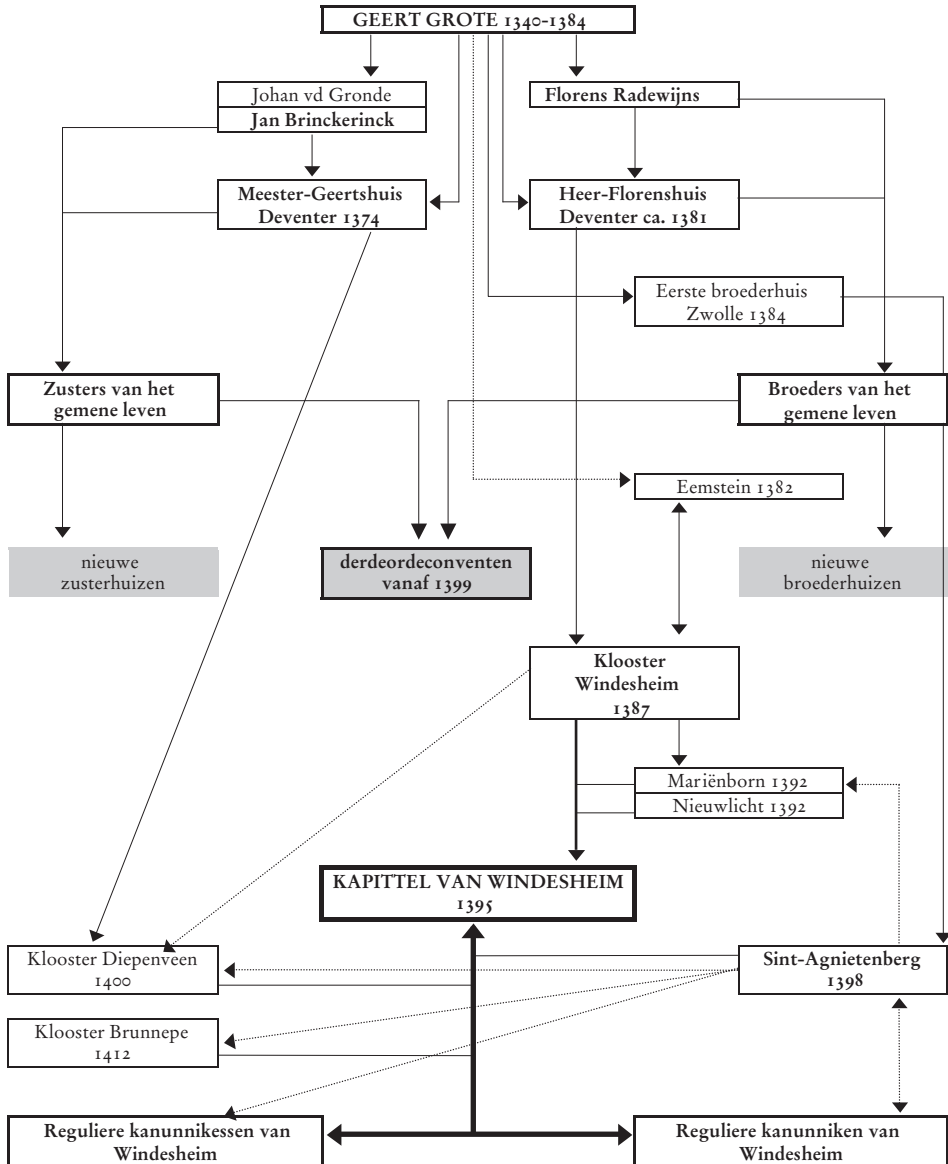 GEERT GROTE 1340-1384
Johan vd Gronde
Jan Brinckerinck
Florens Radewijns
Meester-Geertshuis
Deventer 1374
Heer-Florenshuis
Deventer ca. 1381
Eerste broederhuis
Zwolle 1384
Zusters van het
gemene leven
Broeders van het
gemene leven
Eemstein 1382
nieuwe
zusterhuizen
derdeordeconventen
vanaf 1399
nieuwe
broederhuizen
Klooster
Windesheim
1387
Mariënborn 1392
Nieuwlicht 1392
KAPITTEL VAN WINDESHEIM
1395
Klooster Diepenveen
1400
Sint-Agnietenberg
1398
Klooster Brunnepe
1412
Reguliere kanunnikessen van
Windesheim
Reguliere kanunniken van
Windesheim